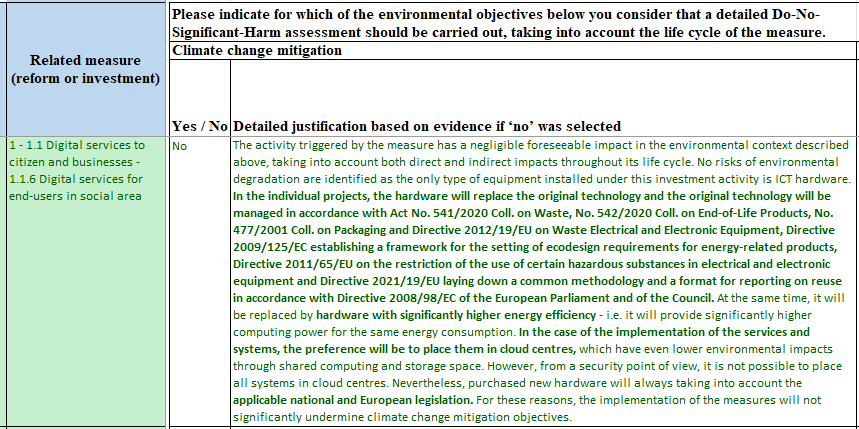 Please indicate for which of the environmental objectives below you consider that a detailed Do-No-
Significant-Harm assessment should be carried out, taking into account the life cycle of the measure.
Related measure
(reform or investment)
Climate change mitigation
Yes / No
Detailed justification based on evidence if ‘no’ was selected
1 - 1.1 Digital services to
citizen and businesses -
1.1.6 Digital services for
end-users in social area
No
The activity triggered by the measure has a negligible foreseeable impact in the environmental context described
above, taking into account both direct and indirect impacts throughout its life cycle. No risks of environmental
degradation are identified as the only type of equipment installed under this investment activity is ICT hardware.
In the individual projects, the hardware will replace the original technology and the original technology will be
managed in accordance with Act No. 541/2020 Coll. on Waste, No. 542/2020 Coll. on End-of-Life Products, No.
477/2001 Coll. on Packaging and Directive 2012/19/EU on Waste Electrical and Electronic Equipment, Directive
2009/125/EC establishing a framework for the setting of ecodesign requirements for energy-related products,
Directive 2011/65/EU on the restriction of the use of certain hazardous substances in electrical and electronic
equipment and Directive 2021/19/EU laying down a common methodology and a format for reporting on reuse
in accordance with Directive 2008/98/EC of the European Parliament and of the Council. At the same time, it will
be replaced by hardware with significantly higher energy efficiency - i.e. it will provide significantly higher
computing power for the same energy consumption. In the case of the implementation of the services and
systems, the preference will be to place them in cloud centres, which have even lower environmental impacts
through shared computing and storage space. However, from a security point of view, it is not possible to place
all systems in cloud centres. Nevertheless, purchased new hardware will always taking into account the
applicable national and European legislation. For these reasons, the implementation of the measures will not
significantly undermine climate change mitigation objectives.